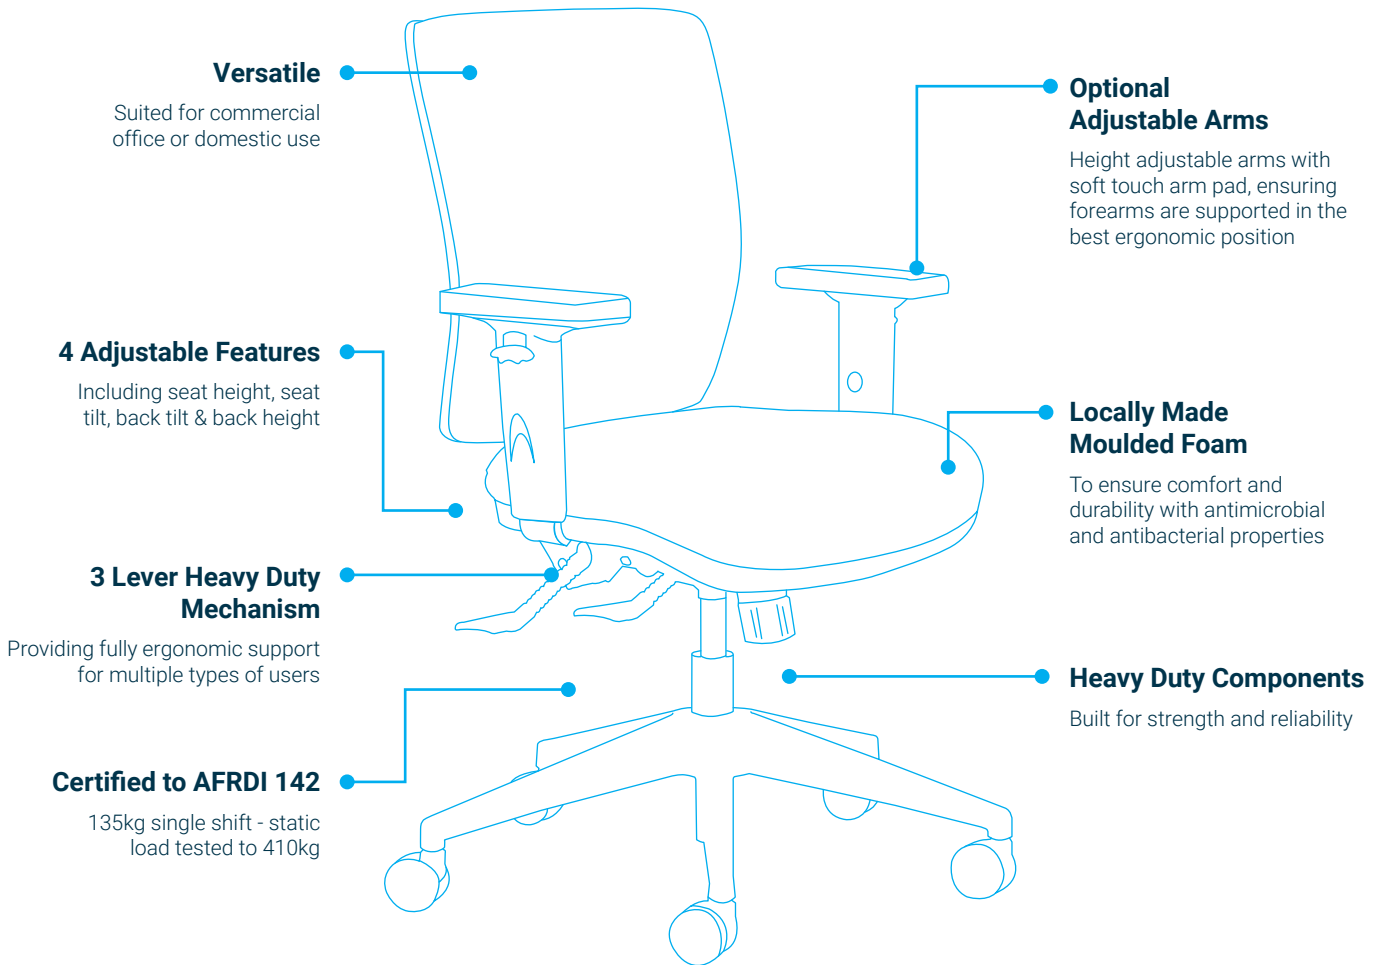 Versatile
Suited for commercial
office or domestic use
4 Adjustable Features
Including seat height, seat
tilt, back tilt & back height
3 Lever Heavy Duty
Mechanism
Providing fully ergonomic support
for multiple types of users
Certified to AFRDI 142
135kg single shift - static
load tested to 410kg
Optional
Adjustable Arms
Height adjustable arms with
soft touch arm pad, ensuring
forearms are supported in the
best ergonomic position
Locally Made
Moulded Foam
To ensure comfort and
durability with antimicrobial
and antibacterial properties
Heavy Duty Components
Built for strength and reliability